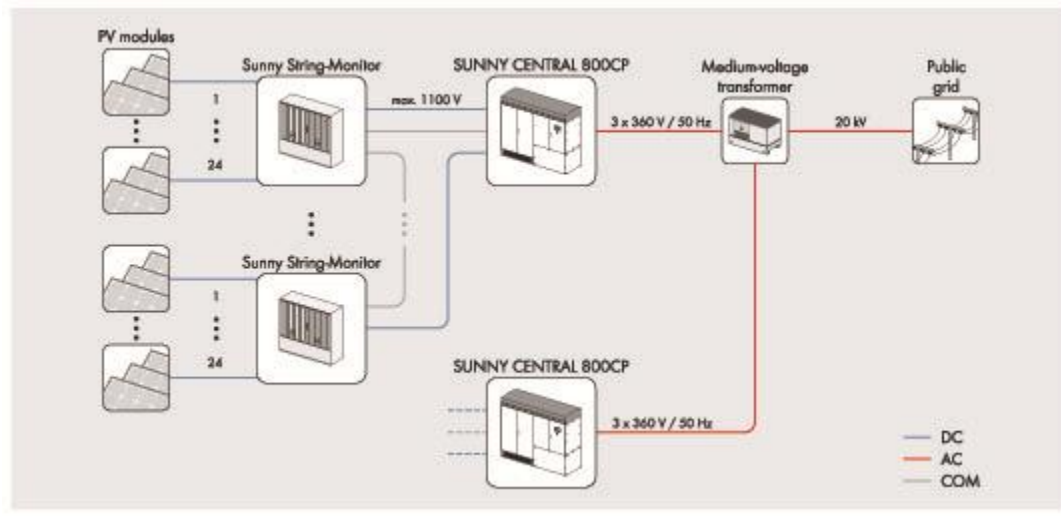 PV modules
Sunny String-Monitor
SUNNY CENTRAL 800CP
Medium-voltage
transformer
Public
grid
1
max. 1100 V
3 x 360 V / 50 Hz
20 kV
24
Sunny String-Monitor
1
24
SUNNY CENTRAL 800CP
3 x 360 V / 50 Hz
DC
AC
COM